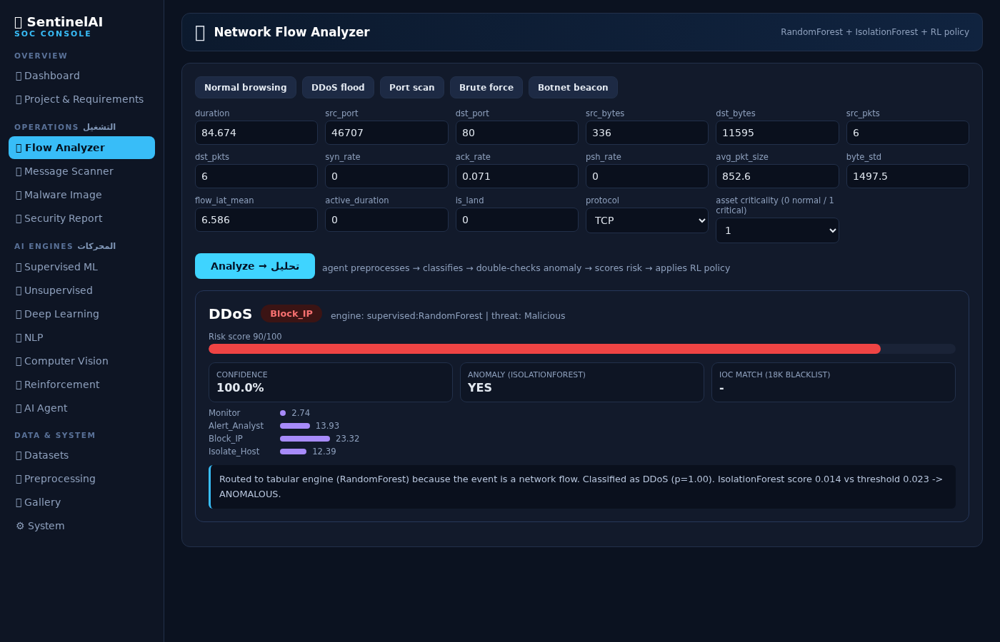 SentinelAI
SOC CONSOLE
OVERVIEW
Dashboard
Project & Requirements
OPERATIONS التشغيل
Flow Analyzer
Message Scanner
Malware Image
Security Report
AI ENGINES المحركات
Supervised ML
Unsupervised
Deep Learning
NLP
Computer Vision
Reinforcement
AI Agent
DATA & SYSTEM
Datasets
Preprocessing
Gallery
⚙ System
Network Flow Analyzer
RandomForest + IsolationForest + RL policy
Normal browsing DDoS flood Port scan Brute force Botnet beacon
duration src_port dst_port src_bytes dst_bytes src_pkts
84.674 46707 80 336 11595 6
dst_pkts syn_rate ack_rate psh_rate avg_pkt_size byte_std
6 0 0.071 0 852.6 1497.5
flow_iat_mean active_duration is_land protocol asset criticality (0 normal / 1
critical)
6.586 0 0 TCP 1
Analyze → تحليل agent preprocesses → classifies → double-checks anomaly → scores risk → applies RL policy
DDoS Block_IP engine: supervised:RandomForest | threat: Malicious
Risk score 90/100
CONFIDENCE ANOMALY (ISOLATIONFOREST) IOC MATCH (18K BLACKLIST)
100.0% YES -
Monitor 2.74
Alert_Analyst 13.93
Block_IP 23.32
Isolate_Host 12.39
Routed to tabular engine (RandomForest) because the event is a network flow. Classified as DDoS (p=1.00). IsolationForest score 0.014 vs threshold 0.023 ->
ANOMALOUS.